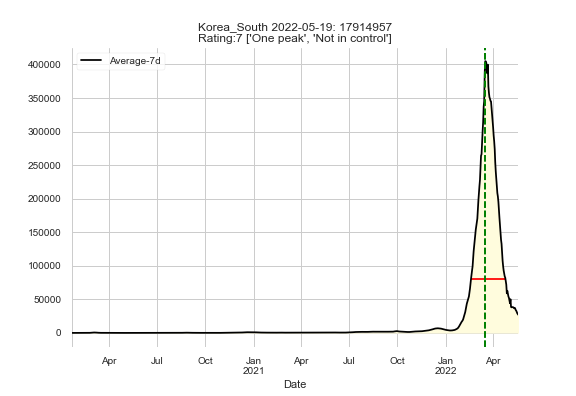 Korea_South 2022-05-19: 17914957
Rating:7 ['One peak', 'Not in control']
Average-7d
400000
350000
300000
250000
200000
150000
100000
50000
0
Apr Jul Oct Jan Apr Jul Oct Jan Apr
2021 2022
Date